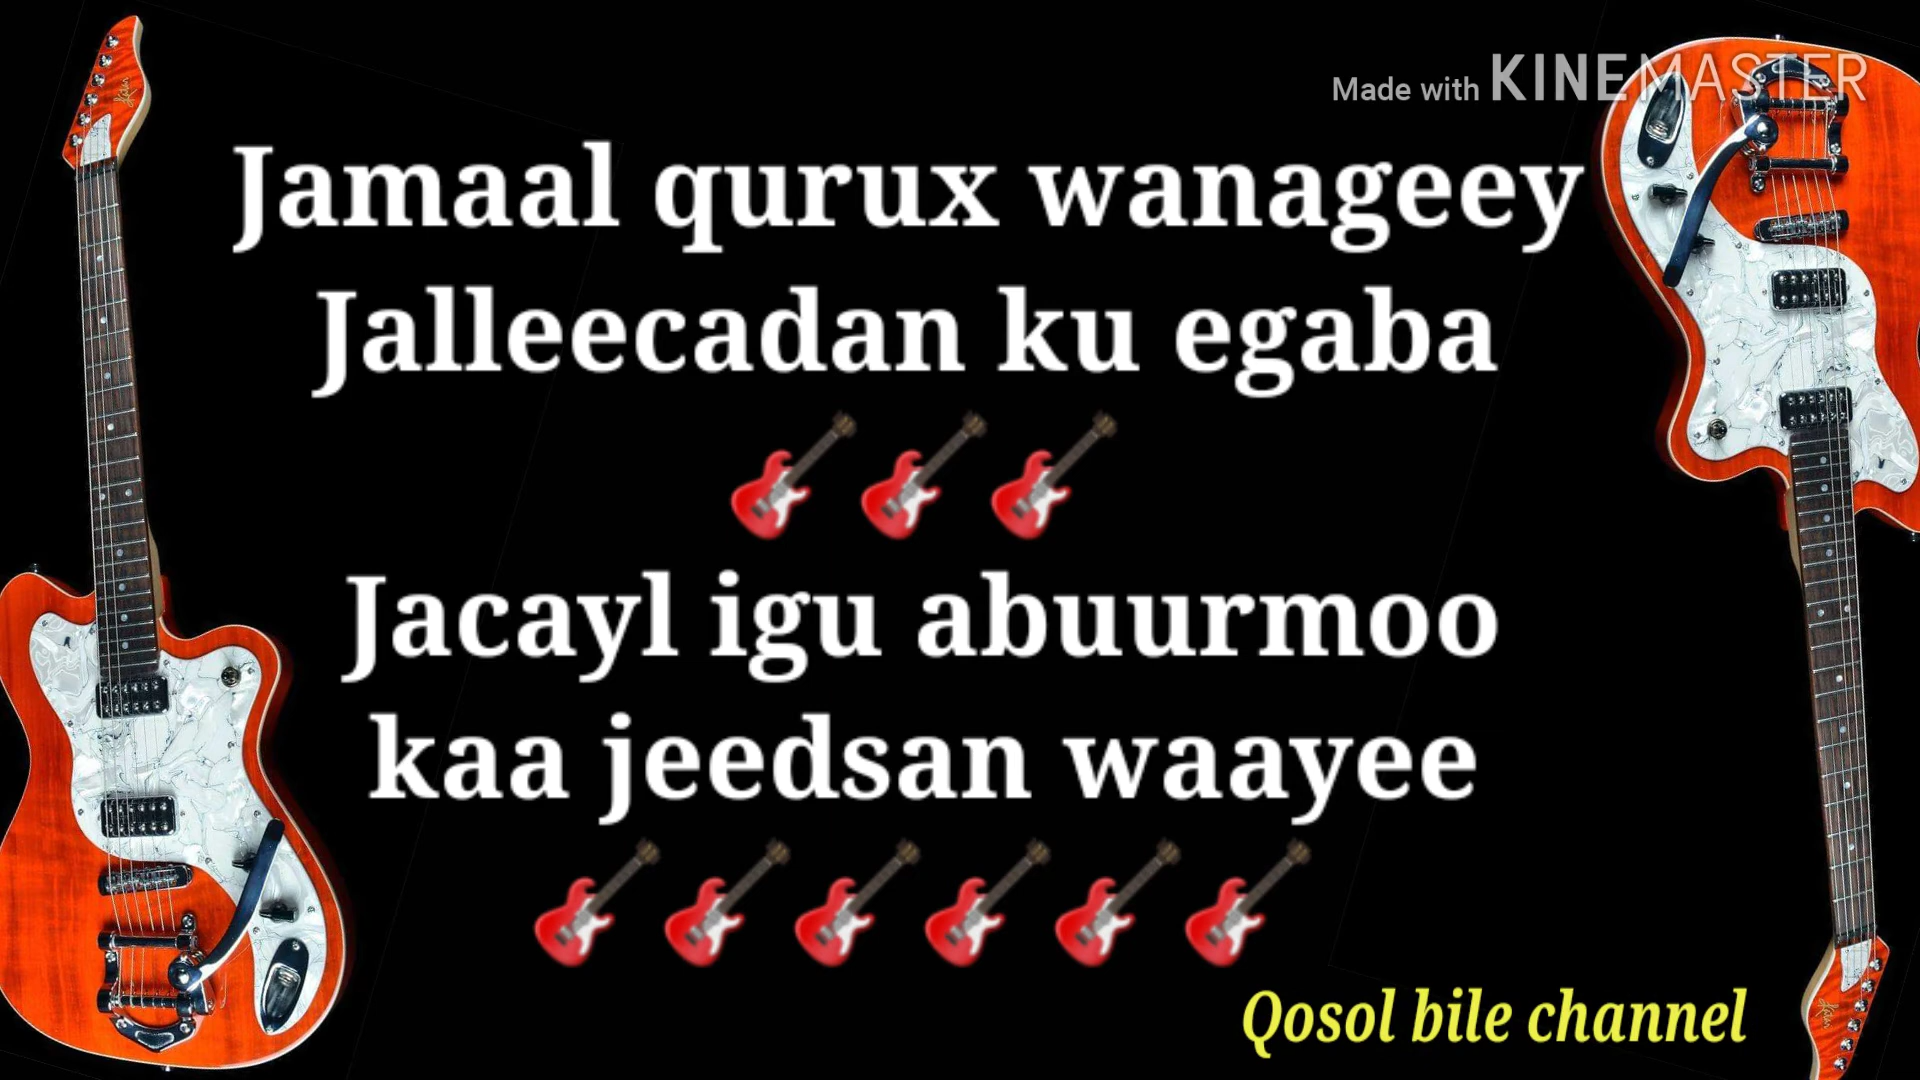 Made with KINEMASTER
Jamaal qurux wanageey
Jalleecadan ku egaba
Jacayl igu abuurmoo
kaa jeedsan waayee
Qosol bile channel